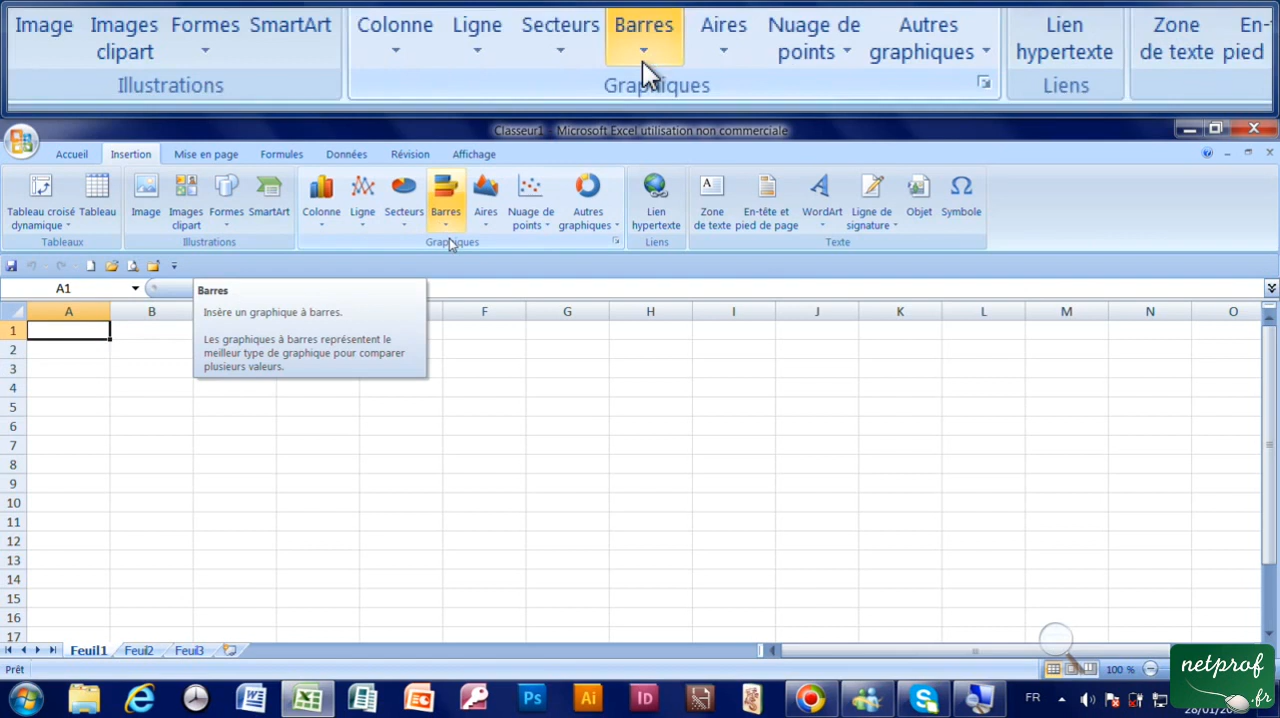 Image Images clipart Formes SmartArt
Illustrations
Colonne Ligne Secteurs Barres Aires Nuage de points Autres graphiques
Graphiques
Lien hypertexte
Liens
Zone de texte En- pied
Classeur1 - Microsoft Excel utilisation non commerciale
Accueil Insertion Mise en page Formules Données Révision Affichage
Tableau croisé dynamique Tableau
Tableaux
Image Images clipart Formes SmartArt
Illustrations
Colonne Ligne Secteurs Barres Aires Nuage de points Autres graphiques
Graphiques
Lien hypertexte
Liens
Zone de texte En-tête et pied de page WordArt Ligne de signature Objet Symbole
Texte
A1
Barres
Insère un graphique à barres.
Les graphiques à barres représentent le
meilleur type de graphique pour comparer
plusieurs valeurs.
A B F G H I J K L M N O
1
2
3
4
5
6
7
8
9
10
11
12
13
14
15
16
17
Feuil1 Feuil2 Feuil3
Prêt
100 %
Ps Ai Id
FR
netprof
.fr